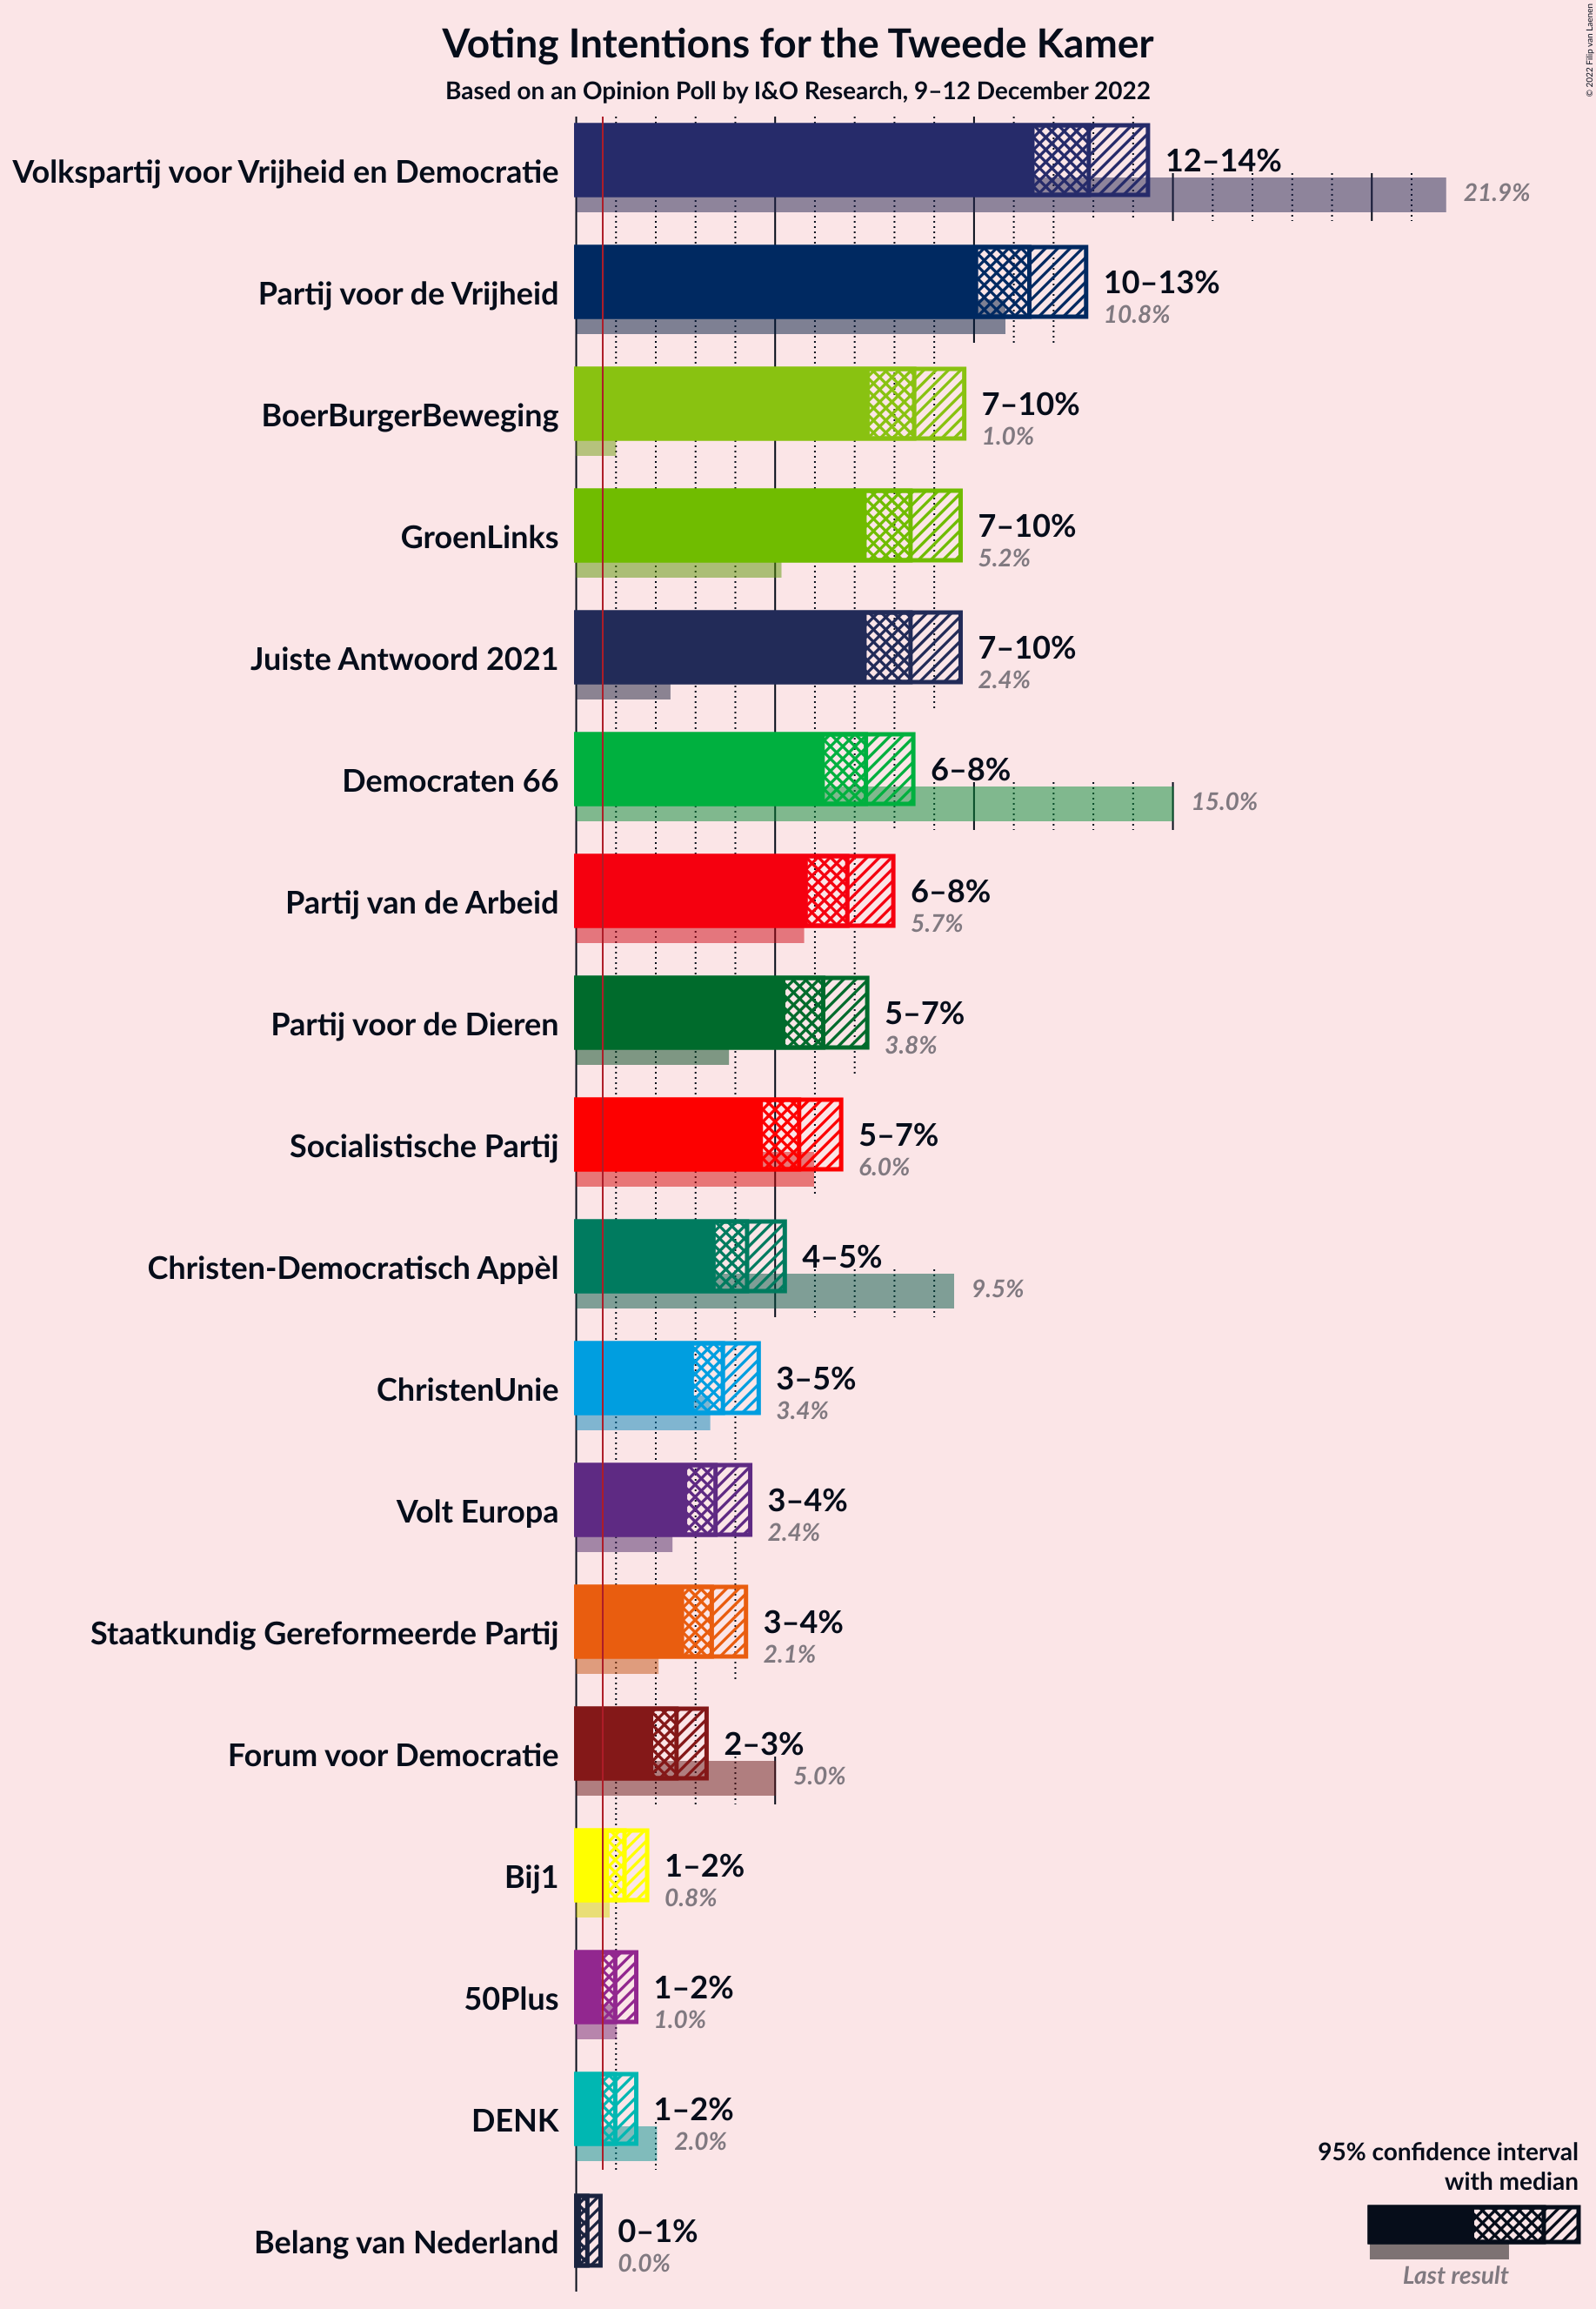 Voting Intentions for the Tweede Kamer
Based on an Opinion Poll by I&O Research, 9–12 December 2022
© 2022 Filip van Laenen
Volkspartij voor Vrijheid en Democratie
12–14%
21.9%
Partij voor de Vrijheid
10–13%
10.8%
BoerBurgerBeweging
7–10%
1.0%
GroenLinks
7–10%
5.2%
Juiste Antwoord 2021
7–10%
2.4%
Democraten 66
6–8%
15.0%
Partij van de Arbeid
6–8%
5.7%
Partij voor de Dieren
5–7%
3.8%
Socialistische Partij
5–7%
6.0%
Christen-Democratisch Appèl
4–5%
9.5%
ChristenUnie
3–5%
3.4%
Volt Europa
3–4%
2.4%
Staatkundig Gereformeerde Partij
3–4%
2.1%
Forum voor Democratie
2–3%
5.0%
Bij1
1–2%
0.8%
50Plus
1–2%
1.0%
DENK
1–2%
2.0%
Belang van Nederland
0–1%
0.0%
95% confidence interval
with median
Last result